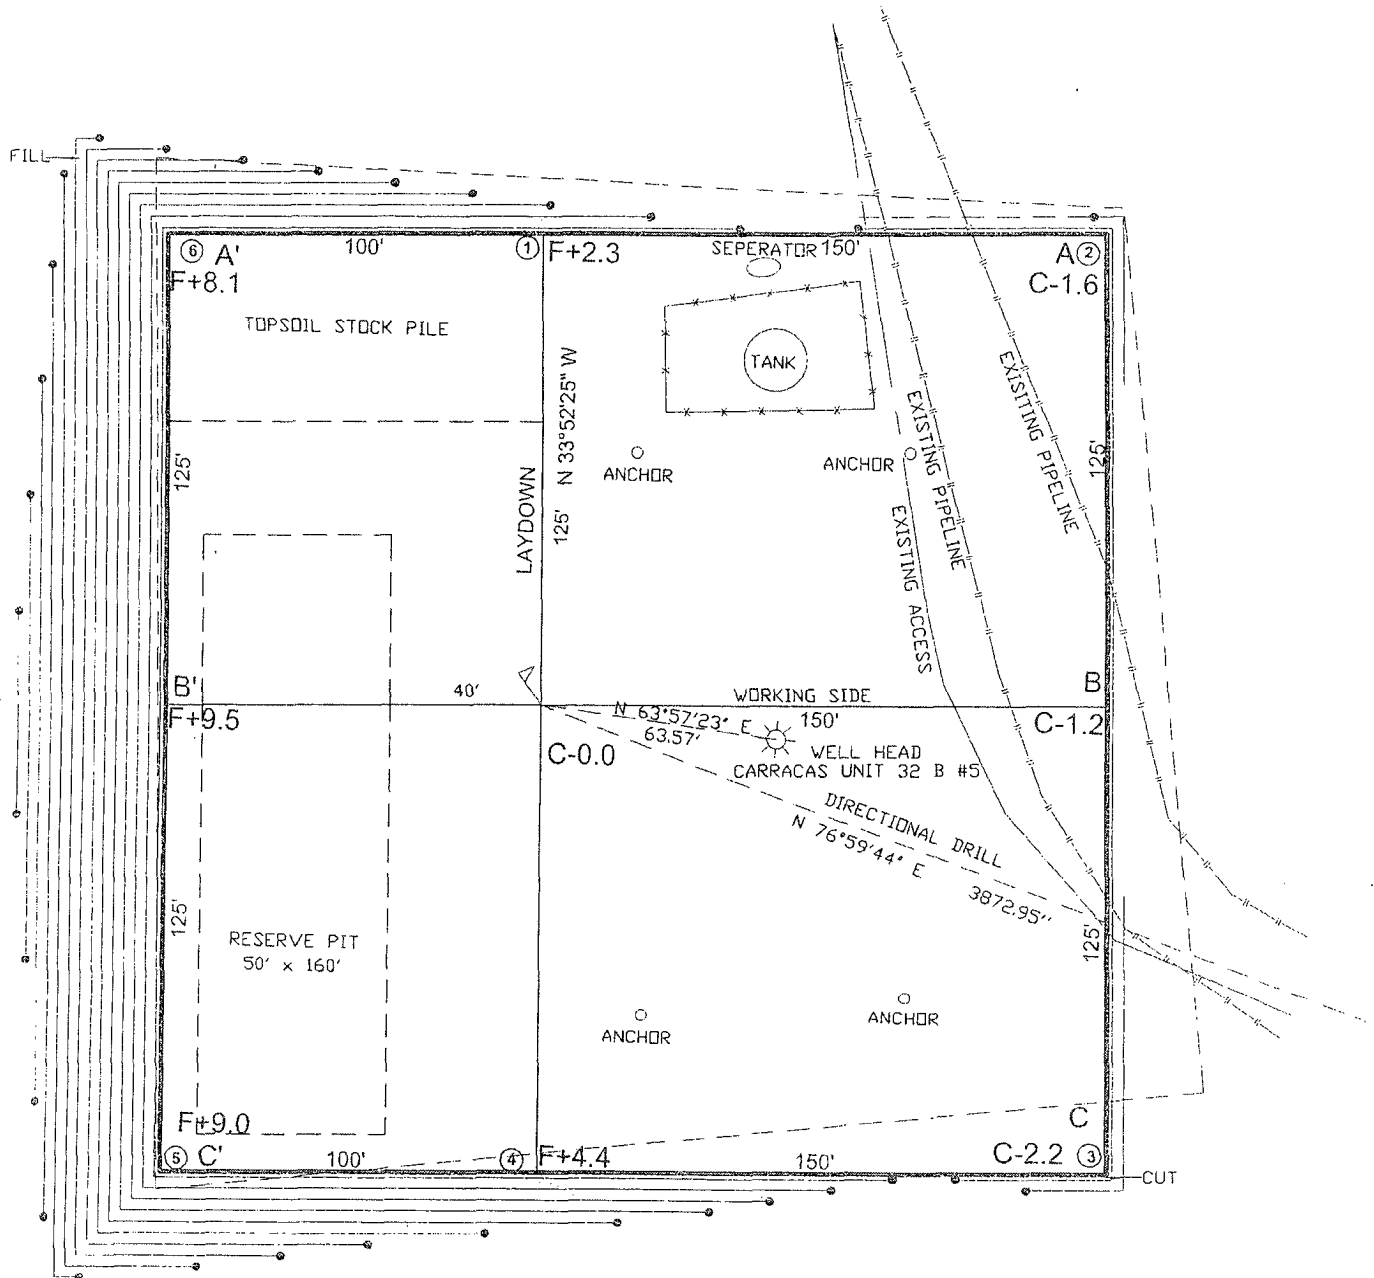 FILL
6 A' 100' 1 F+2.3 SEPERATOR 150' A 2
F+8.1 C-1.6
TOPSOIL STOCK PILE
TANK
N 33°52'25" W
125'
LAYDOWN
125'
ANCHOR
ANCHOR
EXISTING PIPELINE
EXISITING PIPELINE
125'
EXISTING ACCESS
B' 40' WORKING SIDE B
F+9.5 N 63°57'23" E 150' C-1.2
63.57'
C-0.0 WELL HEAD
CARRACAS UNIT 32 B #5
DIRECTIONAL DRILL
N 76°59'44" E 3872.95"
125'
125'
RESERVE PIT
50' x 160'
ANCHOR
ANCHOR
F+9.0 C
5 C' 100' 4 F+4.4 150' C-2.2 3
CUT